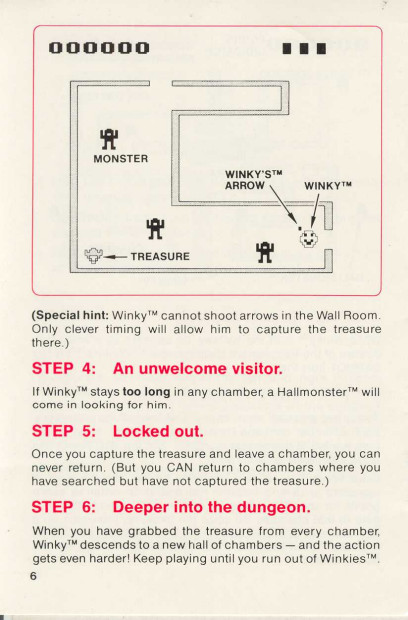 000000
MONSTER
WINKY'S™
ARROW
WINKY™
TREASURE
(Special hint: Winky™ cannot shoot arrows in the Wall Room.
Only clever timing will allow him to capture the treasure
there.)
STEP 4: An unwelcome visitor.
If Winky™ stays too long in any chamber, a Hallmonster™ will
come in looking for him.
STEP 5: Locked out.
Once you capture the treasure and leave a chamber, you can
never return. (But you CAN return to chambers where you
have searched but have not captured the treasure.)
STEP 6: Deeper into the dungeon.
When you have grabbed the treasure from every chamber,
Winky™ descends to a new hall of chambers — and the action
gets even harder! Keep playing until you run out of Winkies™.
6